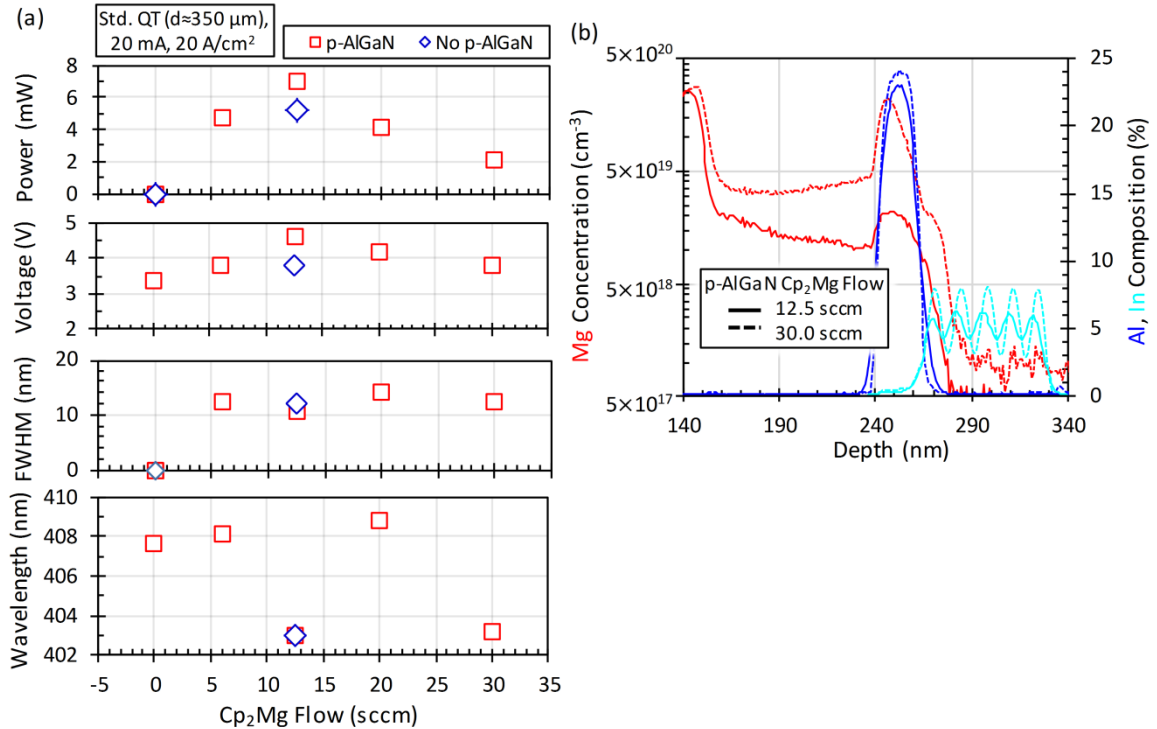 (a)
Std. QT (d≈350 µm),
20 mA, 20 A/cm²
p-AlGaN
No p-AlGaN
Power (mW)
8
6
4
2
0
Voltage (V)
5
4
3
2
FWHM (nm)
20
10
0
Wavelength (nm)
410
408
406
404
402
-5 0 5 10 15 20 25 30 35
Cp₂Mg Flow (sccm)
(b)
Mg Concentration (cm⁻³)
5×10²⁰
5×10¹⁹
5×10¹⁸
5×10¹⁷
p-AlGaN Cp₂Mg Flow
12.5 sccm
30.0 sccm
25
20
15
10
5
0
Al, In Composition (%)
140 190 240 290 340
Depth (nm)